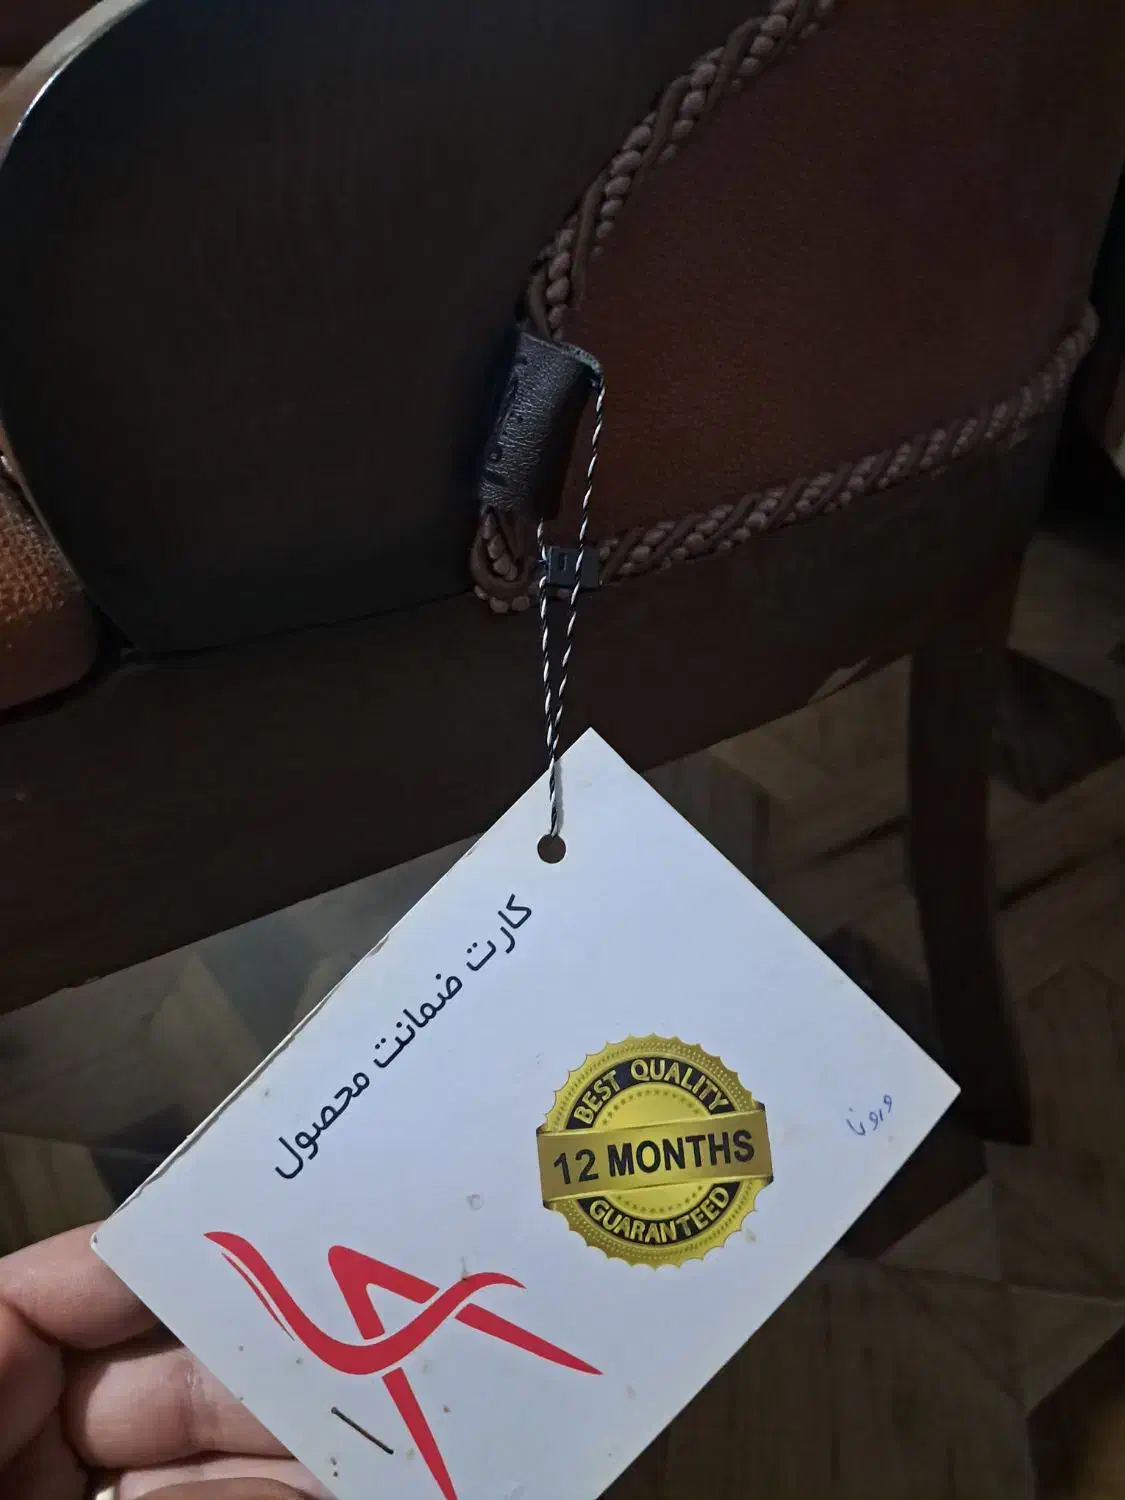 کارت ضمانت محصول
BEST QUALITY
12 MONTHS
GUARANTEED
ورونا